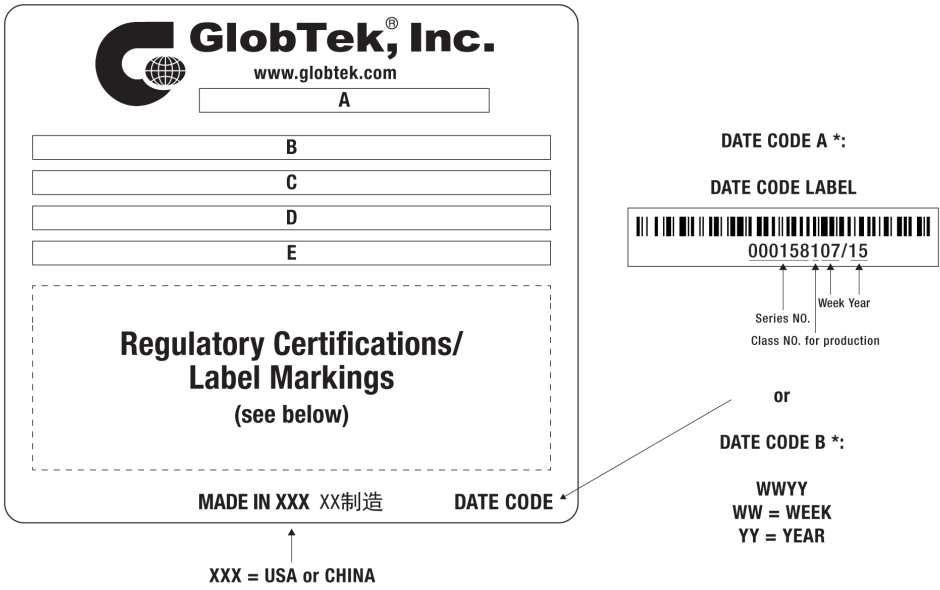 GlobTek, Inc.®
www.globtek.com
A
B
C
D
E
Regulatory Certifications/
Label Markings
(see below)
MADE IN XXX XX制造
DATE CODE
XXX = USA or CHINA
DATE CODE A *:
DATE CODE LABEL
000158107/15
Week Year
Series NO.
Class NO. for production
or
DATE CODE B *:
WWYY
WW = WEEK
YY = YEAR